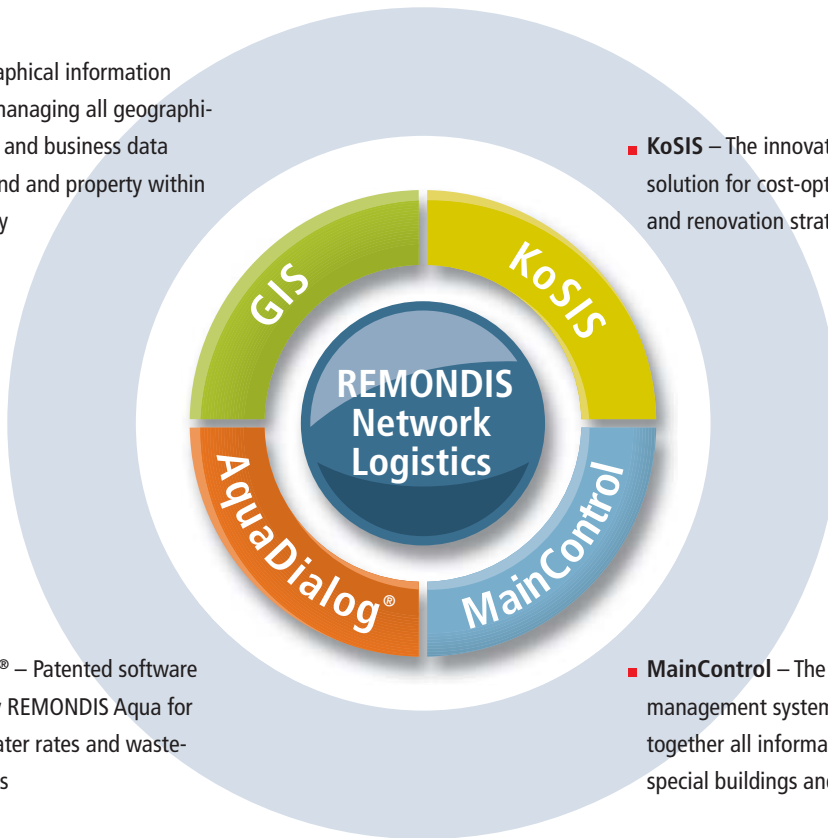 aphical information
managing all geographi-
and business data
nd and property within
y
KoSIS – The innovat
solution for cost-opt
and renovation strat
GIS
KoSIS
REMONDIS
Network
Logistics
AquaDialog®
MainControl
® – Patented software
y REMONDIS Aqua for
ater rates and waste-
s
MainControl – The
management system
together all informa
special buildings and